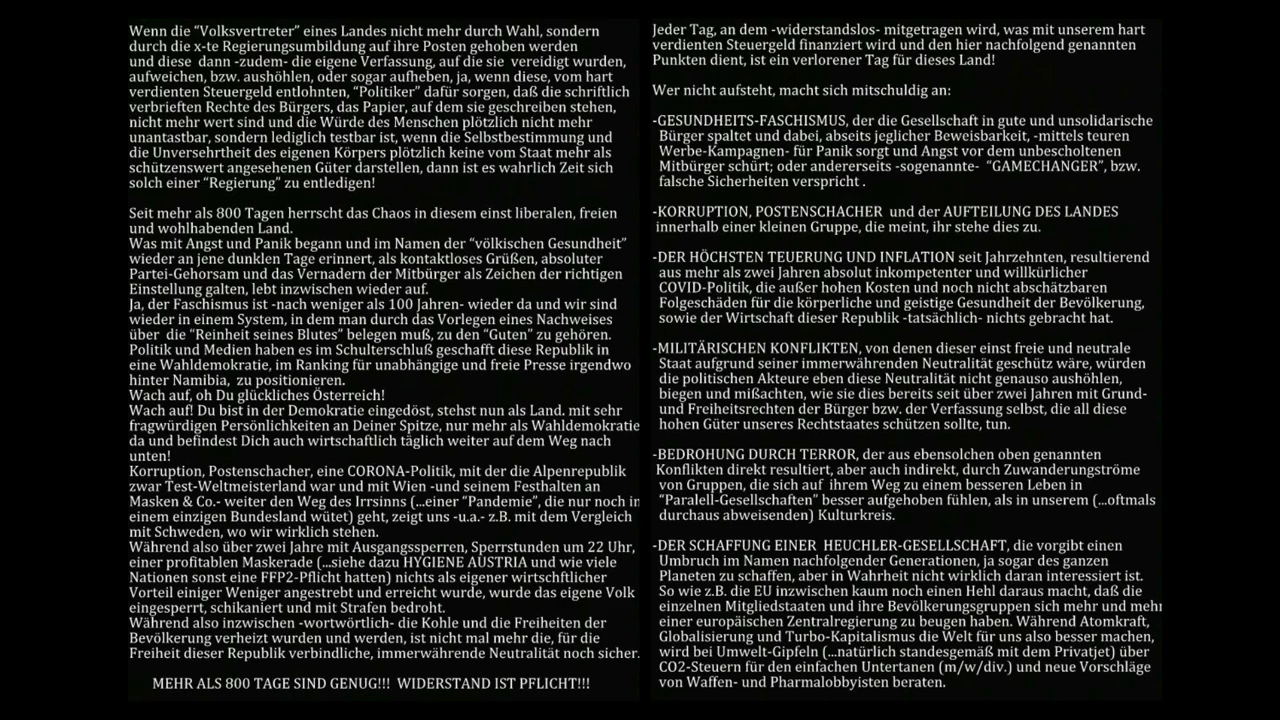 Wenn die “Volksvertreter” eines Landes nicht mehr durch Wahl, sondern
durch die x-te Regierungsumbildung auf ihre Posten gehoben werden
und diese  dann -zudem- die eigene Verfassung, auf die sie  vereidigt wurden,
aufweichen, bzw. aushöhlen, oder sogar aufheben, ja, wenn diese, vom hart
verdienten Steuergeld entlohnten, “Politiker” dafür sorgen, daß die schriftlich
verbrieften Rechte des Bürgers, das Papier, auf dem sie geschreiben stehen,
nicht mehr wert sind und die Würde des Menschen plötzlich nicht mehr
unantastbar, sondern lediglich testbar ist, wenn die Selbstbestimmung und
die Unversehrtheit des eigenen Körpers plötzlich keine vom Staat mehr als
schützenswert angesehenen Güter darstellen, dann ist es wahrlich Zeit sich
solch einer “Regierung” zu entledigen!
Seit mehr als 800 Tagen herrscht das Chaos in diesem einst liberalen, freien
und wohlhabenden Land.
Was mit Angst und Panik begann und im Namen der “völkischen Gesundheit”
wieder an jene dunklen Tage erinnert, als kontaktloses Grüßen, absoluter
Partei-Gehorsam und das Vernadern der Mitbürger als Zeichen der richtigen
Einstellung galten, lebt inzwischen wieder auf.
Ja, der Faschismus ist -nach weniger als 100 Jahren- wieder da und wir sind
wieder in einem System, in dem man durch das Vorlegen eines Nachweises
über  die “Reinheit seines Blutes” belegen muß, zu den “Guten” zu gehören.
Politik und Medien haben es im Schulterschluß geschafft diese Republik in
eine Wahldemokratie, im Ranking für unabhängige und freie Presse irgendwo
hinter Namibia,  zu positionieren.
Wach auf, oh Du glückliches Österreich!
Wach auf! Du bist in der Demokratie eingedöst, stehst nun als Land. mit sehr
fragwürdigen Persönlichkeiten an Deiner Spitze, nur mehr als Wahldemokratie
da und befindest Dich auch wirtschaftlich täglich weiter auf dem Weg nach
unten!
Korruption, Postenschacher, eine CORONA-Politik, mit der die Alpenrepublik
zwar Test-Weltmeisterland war und mit Wien -und seinem Festhalten an
Masken & Co.- weiter den Weg des Irrsinns (...einer “Pandemie”, die nur noch in
einem einzigen Bundesland wütet) geht, zeigt uns -u.a.- z.B. mit dem Vergleich
mit Schweden, wo wir wirklich stehen.
Während also über zwei Jahre mit Ausgangssperren, Sperrstunden um 22 Uhr,
einer profitablen Maskerade (...siehe dazu HYGIENE AUSTRIA und wie viele
Nationen sonst eine FFP2-Pflicht hatten) nichts als eigener wirtschftlicher
Vorteil einiger Weniger angestrebt und erreicht wurde, wurde das eigene Volk
eingesperrt, schikaniert und mit Strafen bedroht.
Während also inzwischen -wortwörtlich- die Kohle und die Freiheiten der
Bevölkerung verheizt wurden und werden, ist nicht mal mehr die, für die
Freiheit dieser Republik verbindliche, immerwährende Neutralität noch sicher.
MEHR ALS 800 TAGE SIND GENUG!!!  WIDERSTAND IST PFLICHT!!!
Jeder Tag, an dem -widerstandslos- mitgetragen wird, was mit unserem hart
verdienten Steuergeld finanziert wird und den hier nachfolgend genannten
Punkten dient, ist ein verlorener Tag für dieses Land!
Wer nicht aufsteht, macht sich mitschuldig an:
-GESUNDHEITS-FASCHISMUS, der die Gesellschaft in gute und unsolidarische
Bürger spaltet und dabei, abseits jeglicher Beweisbarkeit, -mittels teuren
Werbe-Kampagnen- für Panik sorgt und Angst vor dem unbescholtenen
Mitbürger schürt; oder andererseits -sogenannte-  “GAMECHANGER”, bzw.
falsche Sicherheiten verspricht .
-KORRUPTION, POSTENSCHACHER  und der AUFTEILUNG DES LANDES
innerhalb einer kleinen Gruppe, die meint, ihr stehe dies zu.
-DER HÖCHSTEN TEUERUNG UND INFLATION seit Jahrzehnten, resultierend
aus mehr als zwei Jahren absolut inkompetenter und willkürlicher
COVID-Politik, die außer hohen Kosten und noch nicht abschätzbaren
Folgeschäden für die körperliche und geistige Gesundheit der Bevölkerung,
sowie der Wirtschaft dieser Republik -tatsächlich- nichts gebracht hat.
-MILITÄRISCHEN KONFLIKTEN, von denen dieser einst freie und neutrale
Staat aufgrund seiner immerwährenden Neutralität geschütz wäre, würden
die politischen Akteure eben diese Neutralität nicht genauso aushöhlen,
biegen und mißachten, wie sie dies bereits seit über zwei Jahren mit Grund-
und Freiheitsrechten der Bürger bzw. der Verfassung selbst, die all diese
hohen Güter unseres Rechtstaates schützen sollte, tun.
-BEDROHUNG DURCH TERROR, der aus ebensolchen oben genannten
Konflikten direkt resultiert, aber auch indirekt, durch Zuwanderungströme
von Gruppen, die sich auf  ihrem Weg zu einem besseren Leben in
“Paralell-Gesellschaften” besser aufgehoben fühlen, als in unserem (...oftmals
durchaus abweisenden) Kulturkreis.
-DER SCHAFFUNG EINER  HEUCHLER-GESELLSCHAFT, die vorgibt einen
Umbruch im Namen nachfolgender Generationen, ja sogar des ganzen
Planeten zu schaffen, aber in Wahrheit nicht wirklich daran interessiert ist.
So wie z.B. die EU inzwischen kaum noch einen Hehl daraus macht, daß die
einzelnen Mitgliedstaaten und ihre Bevölkerungsgruppen sich mehr und mehr
einer europäischen Zentralregierung zu beugen haben. Während Atomkraft,
Globalisierung und Turbo-Kapitalismus die Welt für uns also besser machen,
wird bei Umwelt-Gipfeln (...natürlich standesgemäß mit dem Privatjet) über
CO2-Steuern für den einfachen Untertanen (m/w/div.) und neue Vorschläge
von Waffen- und Pharmalobbyisten beraten.